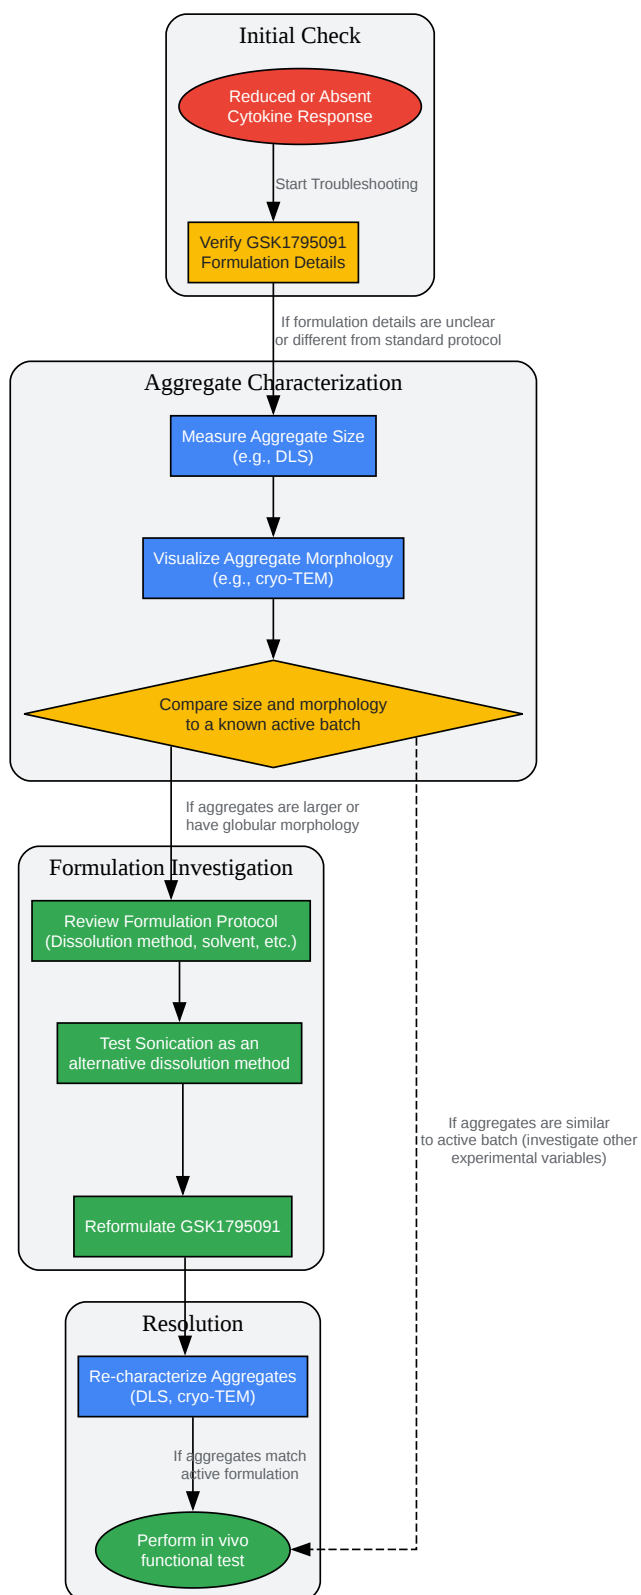 Initial Check
Reduced or Absent
Cytokine Response
Start Troubleshooting
Verify GSK1795091
Formulation Details
If formulation details are unclear
or different from standard protocol
Aggregate Characterization
Measure Aggregate Size
(e.g., DLS)
Visualize Aggregate Morphology
(e.g., cryo-TEM)
Compare size and morphology
to a known active batch
If aggregates are larger or
have globular morphology
Formulation Investigation
Review Formulation Protocol
(Dissolution method, solvent, etc.)
Test Sonication as an
alternative dissolution method
If aggregates are similar
to active batch (investigate other
experimental variables)
Reformulate GSK1795091
Resolution
Re-characterize Aggregates
(DLS, cryo-TEM)
If aggregates match
active formulation
Perform in vivo
functional test